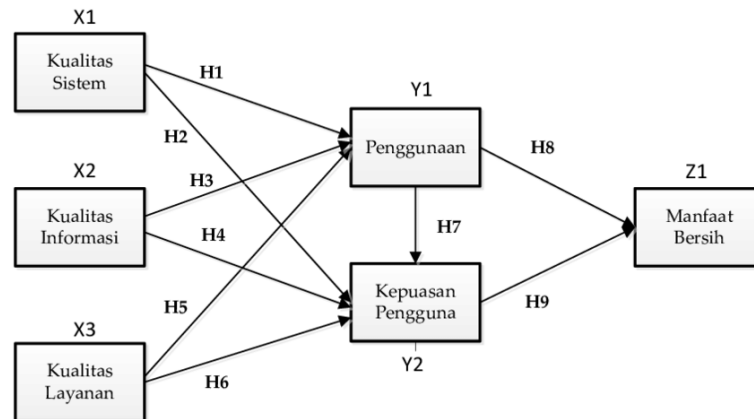 X1
Kualitas
Sistem
H1
H2
Y1
Penggunaan
H8
X2
Kualitas
Informasi
H3
H4
H7
Z1
Manfaat
Bersih
H5
Kepuasan
Pengguna
H9
Y2
X3
Kualitas
Layanan
H6